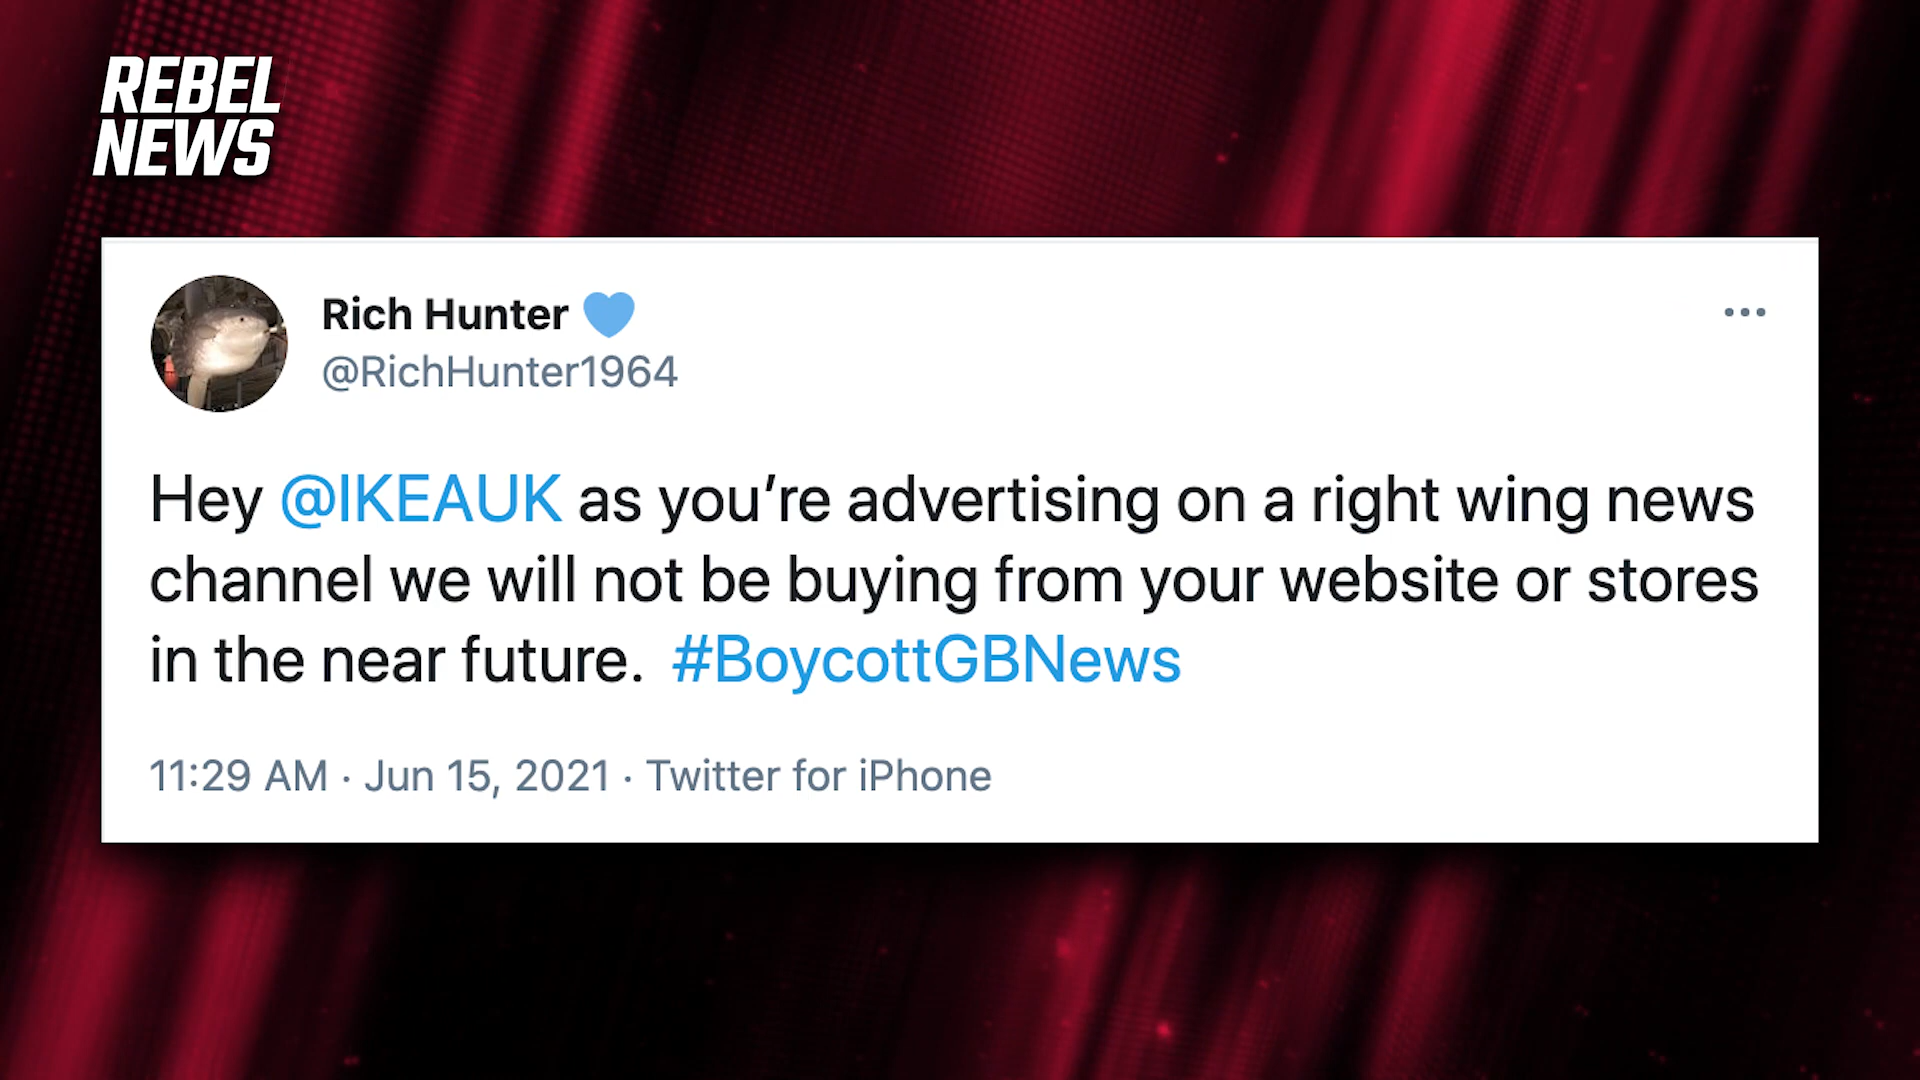 REBEL
NEWS
Rich Hunter 💙
@RichHunter1964
Hey @IKEAUK as you’re advertising on a right wing news
channel we will not be buying from your website or stores
in the near future. #BoycottGBNews
11:29 AM · Jun 15, 2021 · Twitter for iPhone